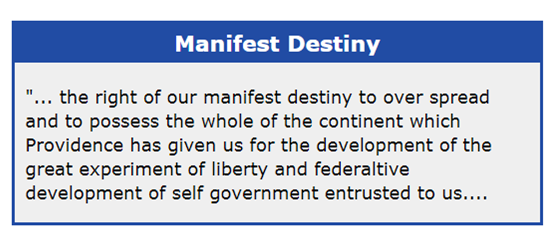 Manifest Destiny
"... the right of our manifest destiny to over spread
and to possess the whole of the continent which
Providence has given us for the development of the
great experiment of liberty and federaltive
development of self government entrusted to us....